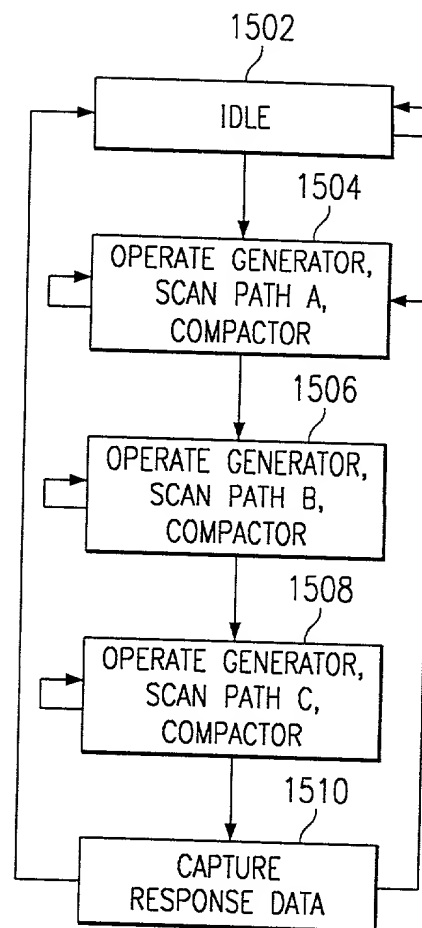 1502
IDLE
1504
OPERATE GENERATOR,
SCAN PATH A,
COMPACTOR
1506
OPERATE GENERATOR,
SCAN PATH B,
COMPACTOR
1508
OPERATE GENERATOR,
SCAN PATH C,
COMPACTOR
1510
CAPTURE
RESPONSE DATA